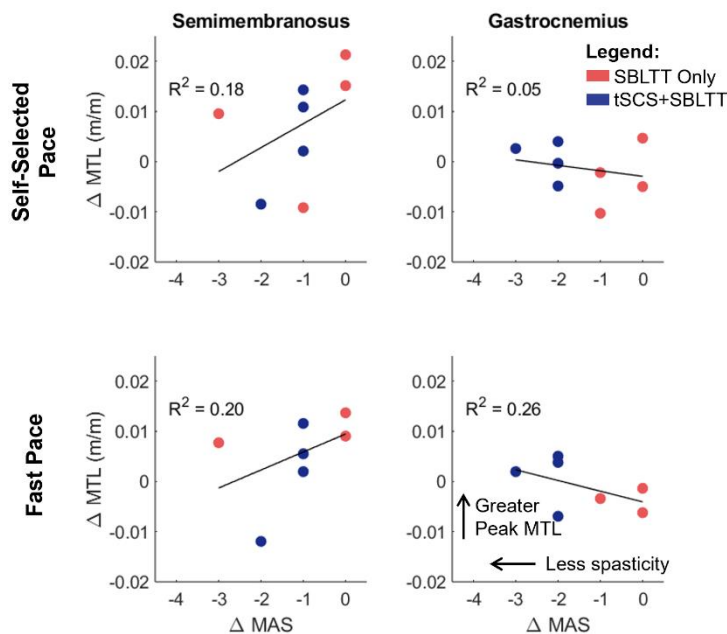 Semimembranosus
Gastrocnemius
Self-Selected
Pace
Δ MTL (m/m)
0.02
0.01
0
-0.01
-0.02
R² = 0.18
-4 -3 -2 -1 0
0.02
0.01
0
-0.01
-0.02
R² = 0.05
-4 -3 -2 -1 0
Legend:
SBLTT Only
tSCS+SBLTT
Fast Pace
Δ MTL (m/m)
0.02
0.01
0
-0.01
-0.02
R² = 0.20
-4 -3 -2 -1 0
Δ MAS
0.02
0.01
0
-0.01
-0.02
R² = 0.26
Greater
Peak MTL
Less spasticity
-4 -3 -2 -1 0
Δ MAS